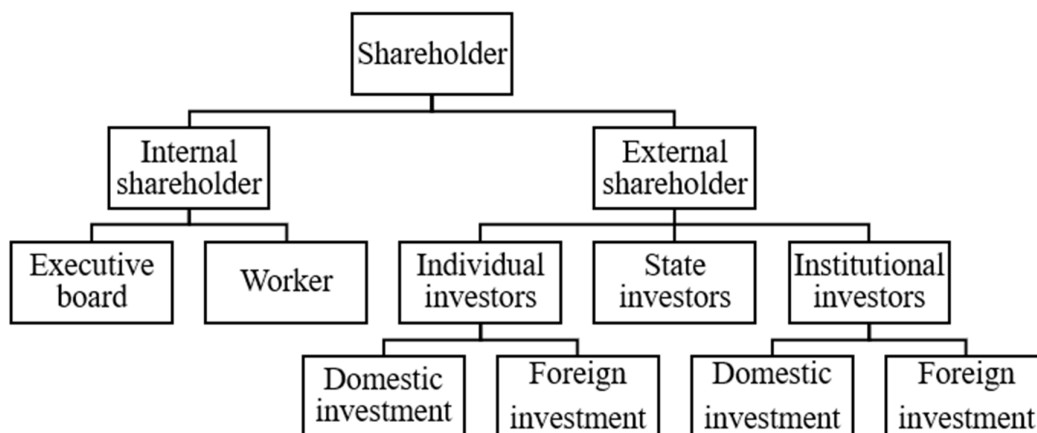 Shareholder
Internal
shareholder
External
shareholder
Executive
board
Worker
Individual
investors
State
investors
Institutional
investors
Domestic
investment
Foreign
investment
Domestic
investment
Foreign
investment